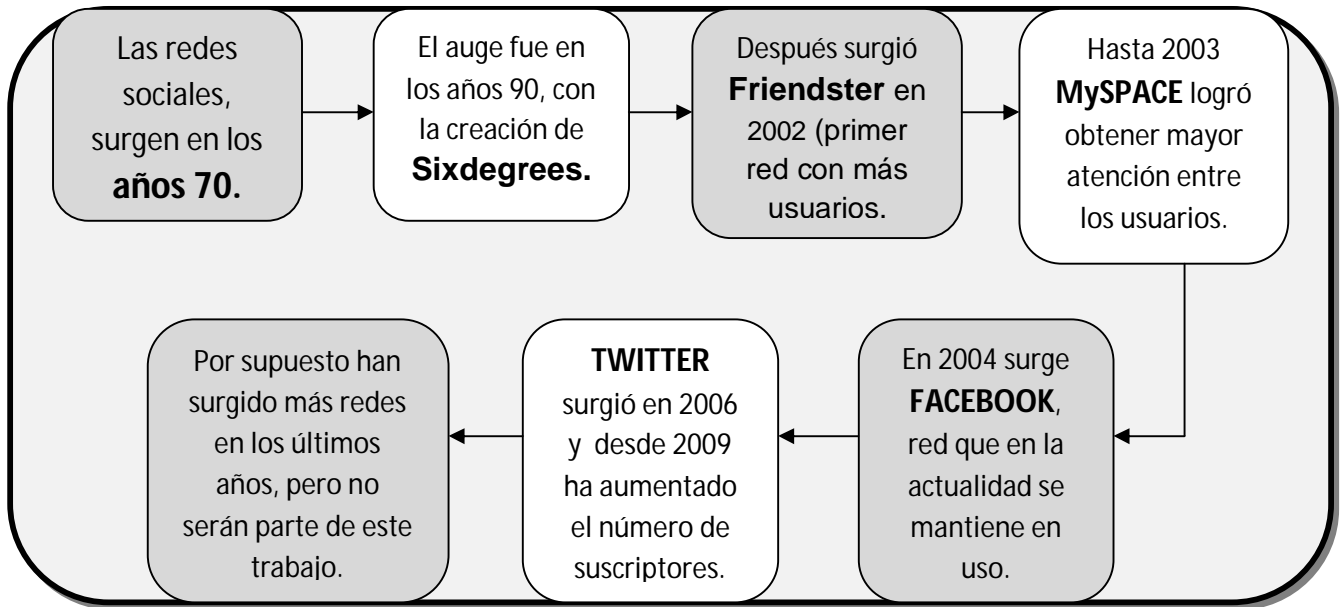 Las redes
sociales,
surgen en los
años 70.
El auge fue en
los años 90, con
la creación de
Sixdegrees.
Después surgió
Friendster en
2002 (primer
red con más
usuarios.
Hasta 2003
MySPACE logró
obtener mayor
atención entre
los usuarios.
En 2004 surge
FACEBOOK,
red que en la
actualidad se
mantiene en
uso.
TWITTER
surgió en 2006
y desde 2009
ha aumentado
el número de
suscriptores.
Por supuesto han
surgido más redes
en los últimos
años, pero no
serán parte de este
trabajo.